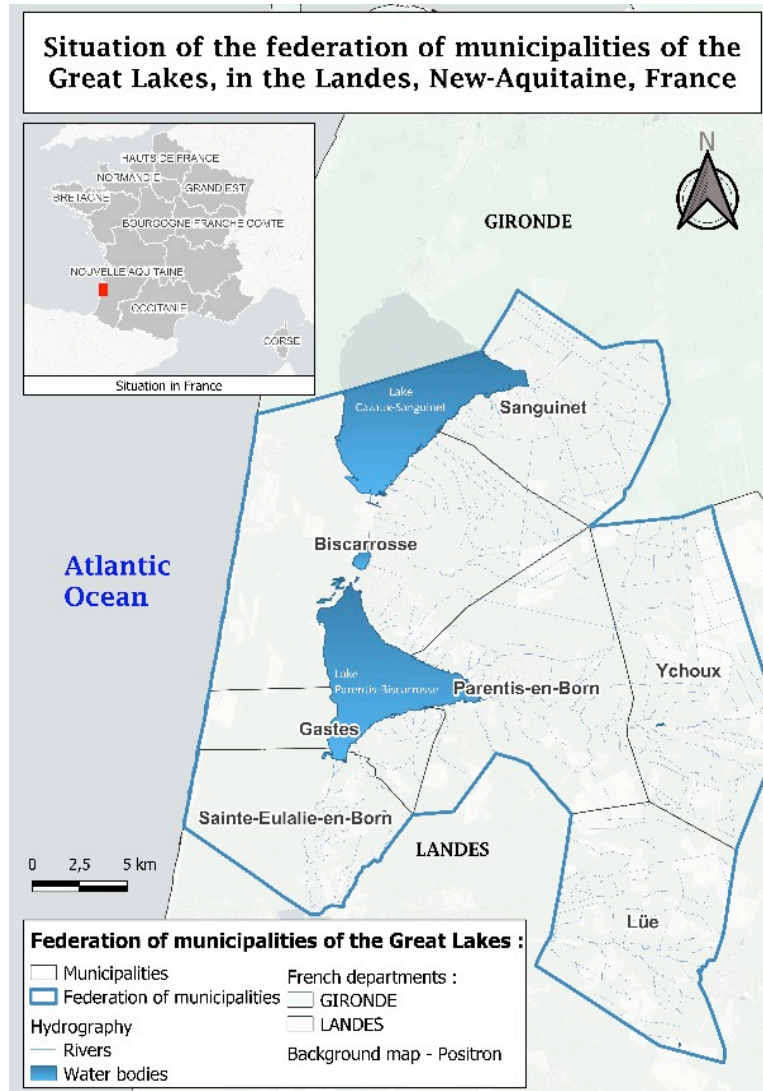 Situation of the federation of municipalities of the
Great Lakes, in the Landes, New-Aquitaine, France
HAUTS DE FRANCE
NORMANDIE
GRAND EST
BRETAGNE
BOURGOGNE FRANCHE COMTE
NOUVELLE AQUITAINE
OCCITANIE
CORSE
Situation in France
N
GIRONDE
Lake
Cazaux-Sanguinet
Sanguinet
Biscarrosse
Atlantic
Ocean
Lake
Parentis-Biscarrosse
Parentis-en-Born
Ychoux
Gastes
Sainte-Eulalie-en-Born
LANDES
0 2,5 5 km
Lüe
Federation of municipalities of the Great Lakes :
Municipalities
Federation of municipalities
Hydrography
Rivers
Water bodies
French departments :
GIRONDE
LANDES
Background map - Positron